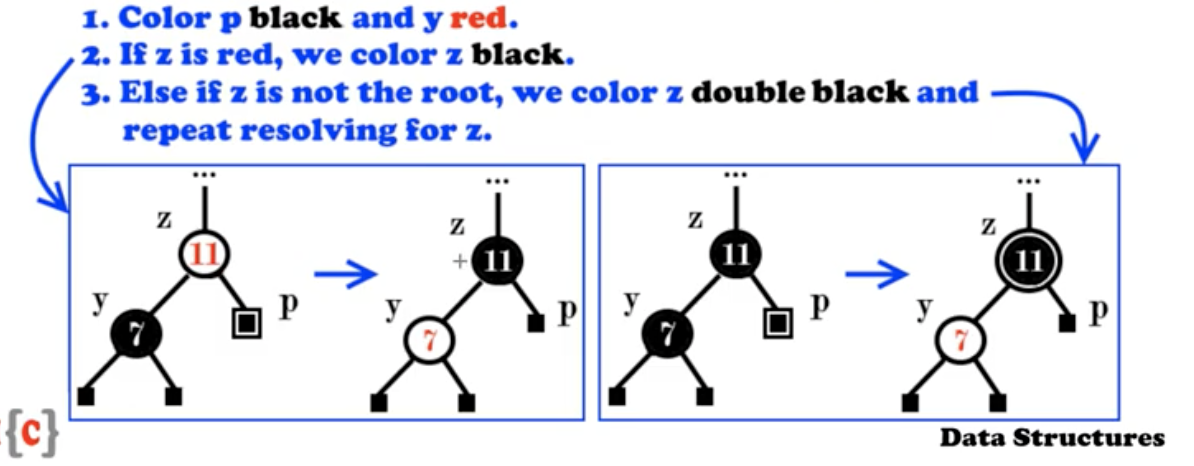 1. Color p black and y red.
2. If z is red, we color z black.
3. Else if z is not the root, we color z double black and
repeat resolving for z.
... ... ... ...
z z z z
11 + 11 11 11
y p y p y p y p
7 7 7 7
{c}
Data Structures